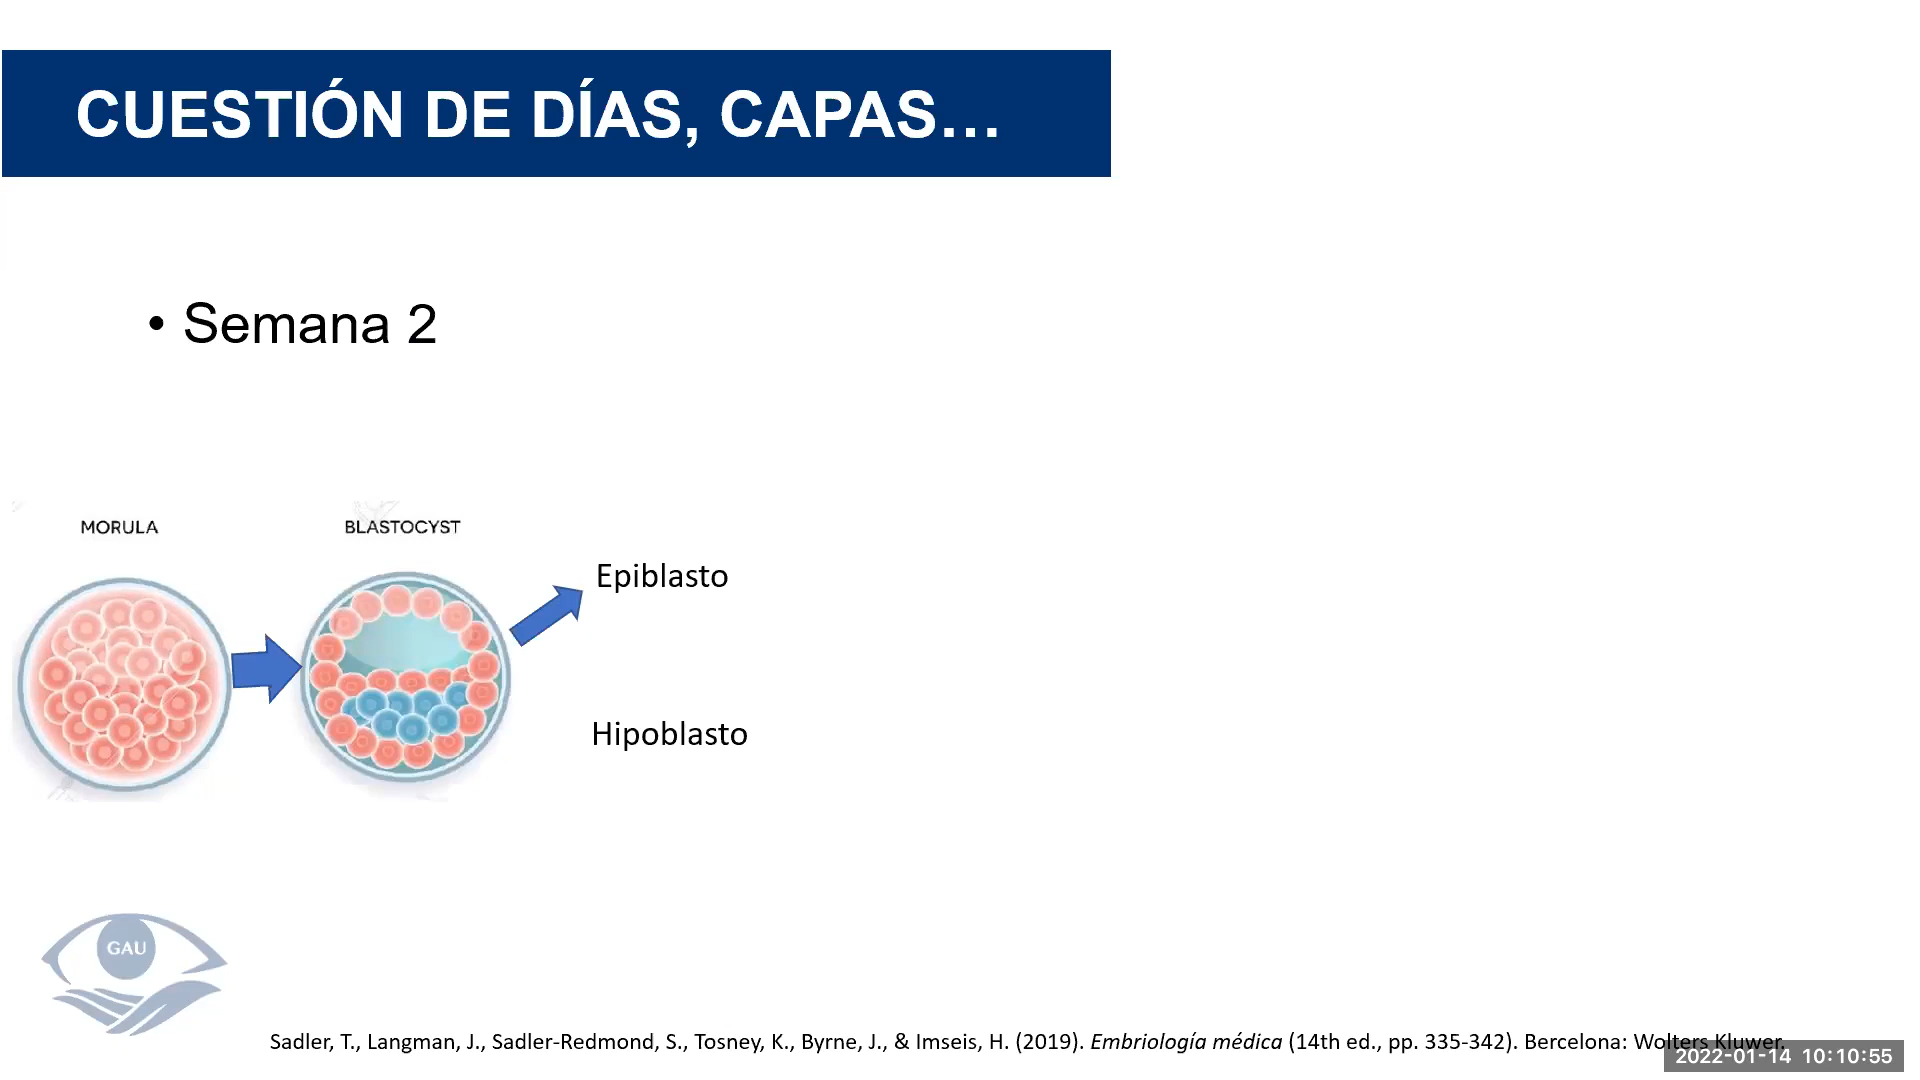 CUESTIÓN DE DÍAS, CAPAS…
• Semana 2
MORULA
BLASTOCYST
Epiblasto
Hipoblasto
GAU
Sadler, T., Langman, J., Sadler-Redmond, S., Tosney, K., Byrne, J., & Imseis, H. (2019). Embriología médica (14th ed., pp. 335-342). Bercelona: Wolters Kluwer.
2022-01-14 10:10:55